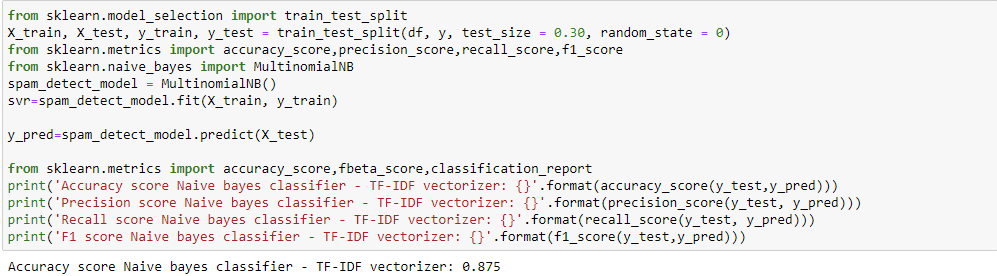 from sklearn.model_selection import train_test_split
X_train, X_test, y_train, y_test = train_test_split(df, y, test_size = 0.30, random_state = 0)
from sklearn.metrics import accuracy_score,precision_score,recall_score,f1_score
from sklearn.naive_bayes import MultinomialNB
spam_detect_model = MultinomialNB()
svr=spam_detect_model.fit(X_train, y_train)
y_pred=spam_detect_model.predict(X_test)
from sklearn.metrics import accuracy_score,fbeta_score,classification_report
print('Accuracy score Naive bayes classifier - TF-IDF vectorizer: {}'.format(accuracy_score(y_test,y_pred)))
print('Precision score Naive bayes classifier - TF-IDF vectorizer: {}'.format(precision_score(y_test, y_pred)))
print('Recall score Naive bayes classifier - TF-IDF vectorizer: {}'.format(recall_score(y_test, y_pred)))
print('F1 score Naive bayes classifier - TF-IDF vectorizer: {}'.format(f1_score(y_test,y_pred)))
Accuracy score Naive bayes classifier - TF-IDF vectorizer: 0.875